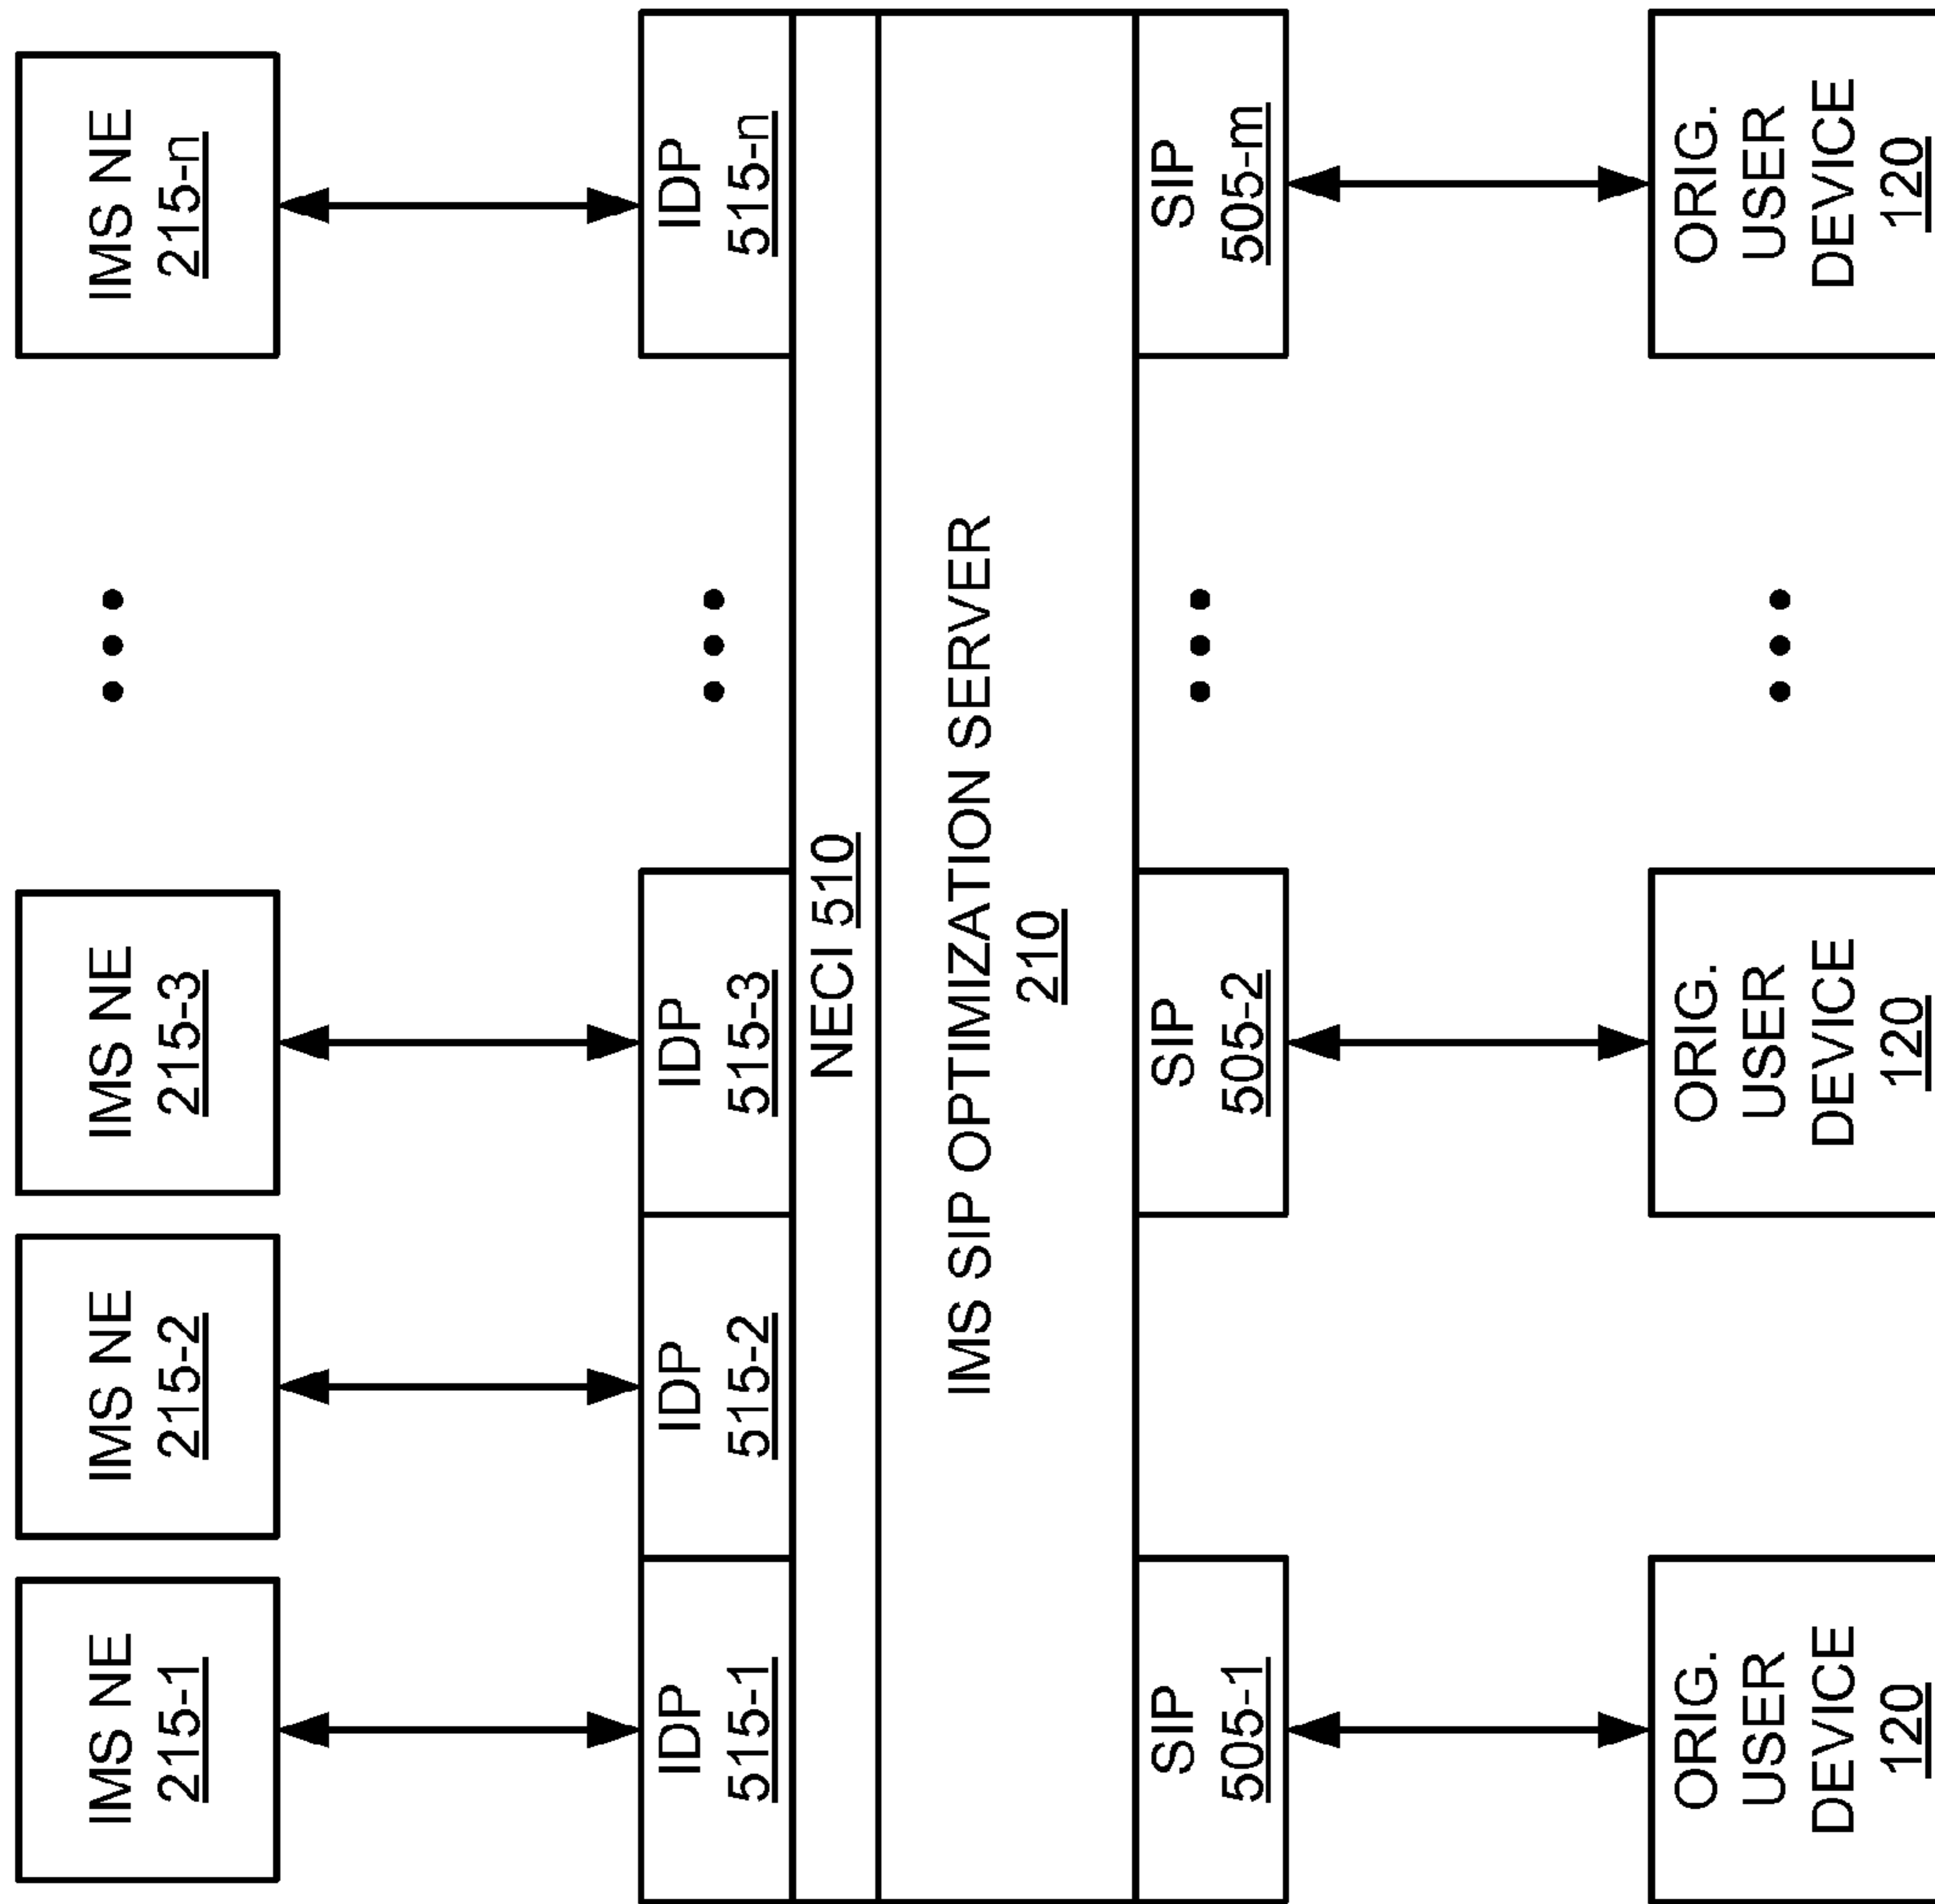 IMS NE
215-1
IMS NE
215-2
IMS NE
215-3
• • •
IMS NE
215-n
IDP
515-1
IDP
515-2
IDP
515-3
• • •
IDP
515-n
NECI 510
IMS SIP OPTIMIZATION SERVER
210
SIP
505-1
SIP
505-2
• • •
SIP
505-m
ORIG.
USER
DEVICE
120
ORIG.
USER
DEVICE
120
• • •
ORIG.
USER
DEVICE
120